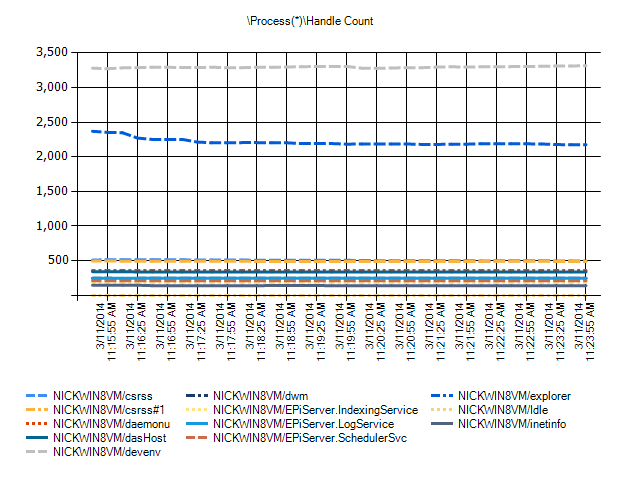 \Process(*)\Handle Count
3,500
3,000
2,500
2,000
1,500
1,000
500
3/11/2014 11:15:55 AM
3/11/2014 11:16:25 AM
3/11/2014 11:16:55 AM
3/11/2014 11:17:25 AM
3/11/2014 11:17:55 AM
3/11/2014 11:18:25 AM
3/11/2014 11:18:55 AM
3/11/2014 11:19:25 AM
3/11/2014 11:19:55 AM
3/11/2014 11:20:25 AM
3/11/2014 11:20:55 AM
3/11/2014 11:21:25 AM
3/11/2014 11:21:55 AM
3/11/2014 11:22:25 AM
3/11/2014 11:22:55 AM
3/11/2014 11:23:25 AM
3/11/2014 11:23:55 AM
NICKWIN8VM/csrss NICKWIN8VM/dwm NICKWIN8VM/explorer
NICKWIN8VM/csrss#1 NICKWIN8VM/EPiServer.IndexingService NICKWIN8VM/Idle
NICKWIN8VM/daemonu NICKWIN8VM/EPiServer.LogService NICKWIN8VM/inetinfo
NICKWIN8VM/dasHost NICKWIN8VM/EPiServer.SchedulerSvc
NICKWIN8VM/devenv